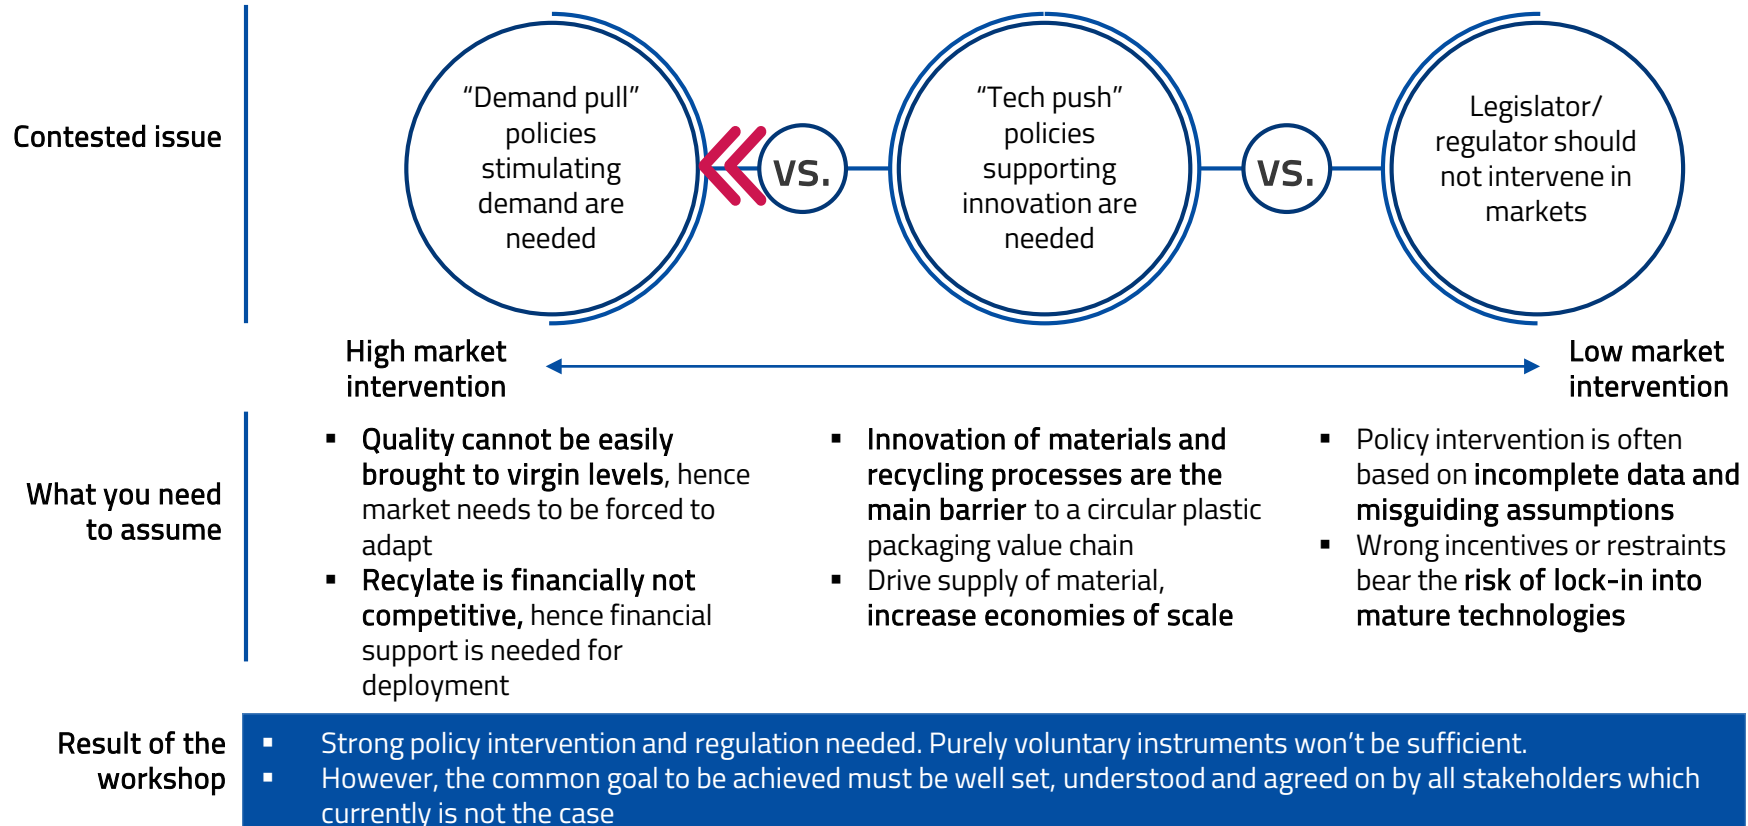 Contested issue
“Demand pull”
policies
stimulating
demand are
needed
VS.
“Tech push”
policies
supporting
innovation are
needed
VS.
Legislator/
regulator should
not intervene in
markets
High market
intervention
Low market
intervention
What you need
to assume
▪ Quality cannot be easily
brought to virgin levels, hence
market needs to be forced to
adapt
▪ Recylate is financially not
competitive, hence financial
support is needed for
deployment
▪ Innovation of materials and
recycling processes are the
main barrier to a circular plastic
packaging value chain
▪ Drive supply of material,
increase economies of scale
▪ Policy intervention is often
based on incomplete data and
misguiding assumptions
▪ Wrong incentives or restraints
bear the risk of lock-in into
mature technologies
Result of the
workshop
▪ Strong policy intervention and regulation needed. Purely voluntary instruments won’t be sufficient.
▪ However, the common goal to be achieved must be well set, understood and agreed on by all stakeholders which
currently is not the case